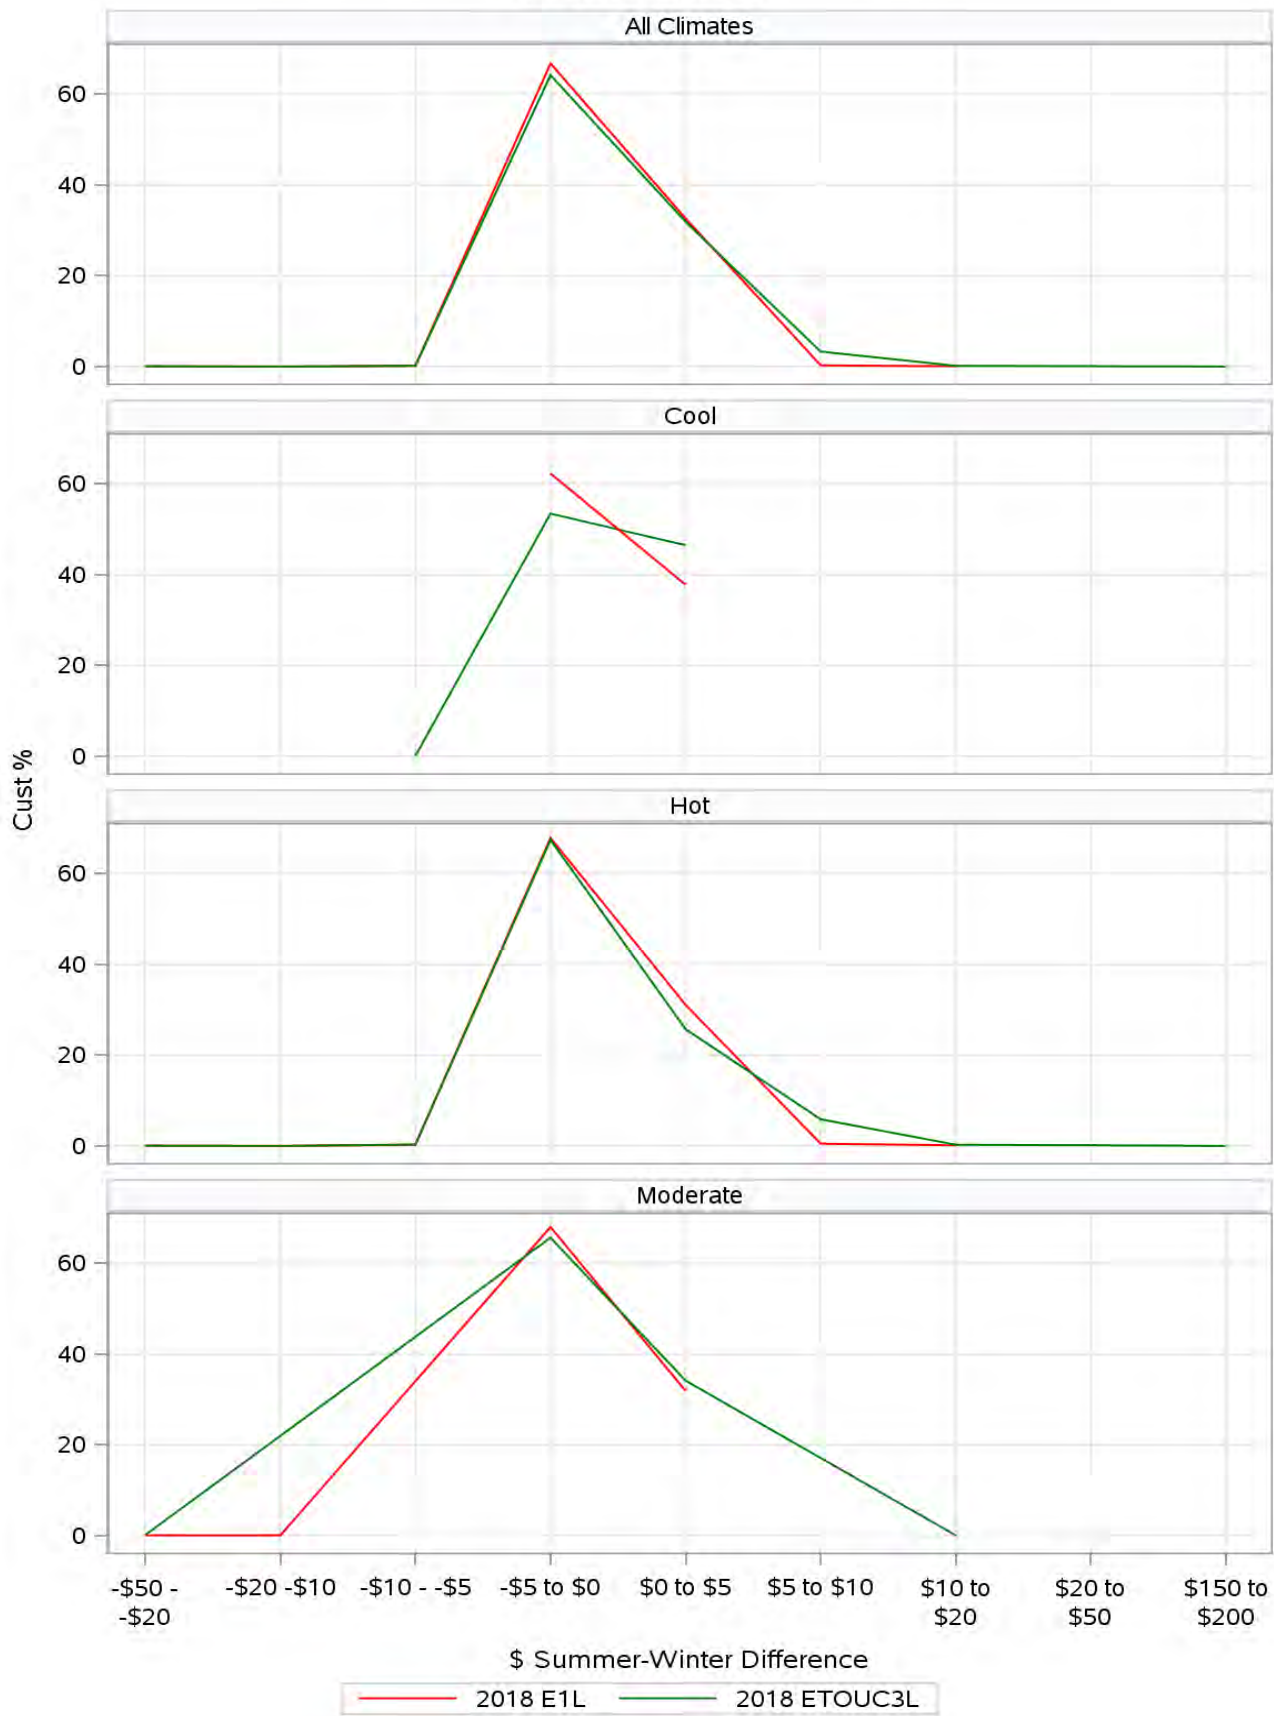 All Climates
60
40
20
0
Cool
60
40
20
0
Cust %
Hot
60
40
20
0
Moderate
60
40
20
0
-$50 - -$20 -$10 -$10 - -$5 -$5 to $0 $0 to $5 $5 to $10 $10 to $20 to $150 to
-$20 $20 $50 $200
$ Summer-Winter Difference
2018 E1L 2018 ETOUC3L